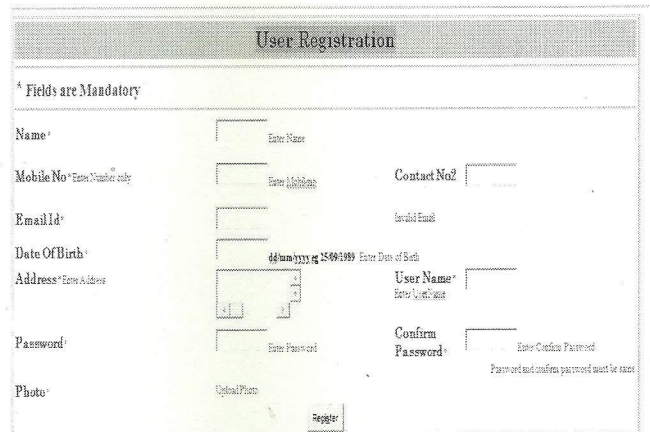 User Registration
* Fields are Mandatory
Name* Enter Name
Mobile No*Enter Number only Enter Mobileno Contact No2
Email Id* Invalid Email
Date Of Birth* dd/mm/yyyy eg 25/09/1989 Enter Date of Birth
Address*Enter Address User Name*
Enter UserName
Password* Enter Password Confirm
Password* Enter Confirm Password
Password and confirm password must be same
Photo* Upload Photo
Register